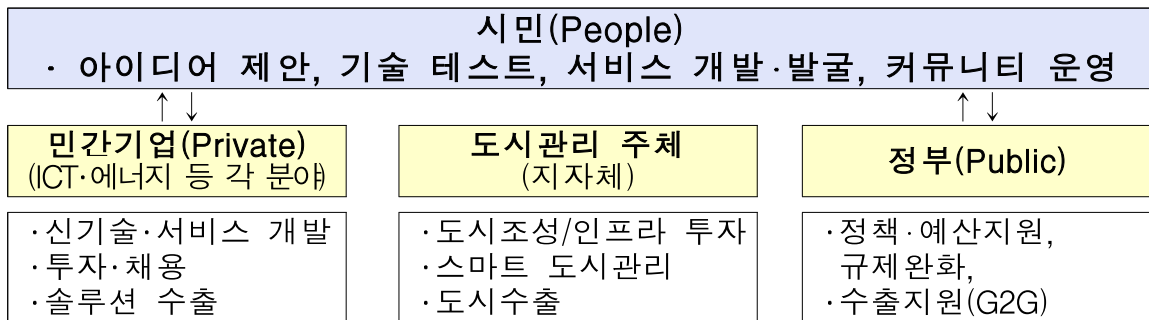 시민(People)
· 아이디어 제안, 기술 테스트, 서비스 개발·발굴, 커뮤니티 운영
↑ ↓
↑ ↓
민간기업(Private)
(ICT·에너지 등 각 분야)
·신기술·서비스 개발
·투자·채용
·솔루션 수출
도시관리 주체
(지자체)
·도시조성/인프라 투자
·스마트 도시관리
·도시수출
정부(Public)
·정책·예산지원,
규제완화,
·수출지원(G2G)